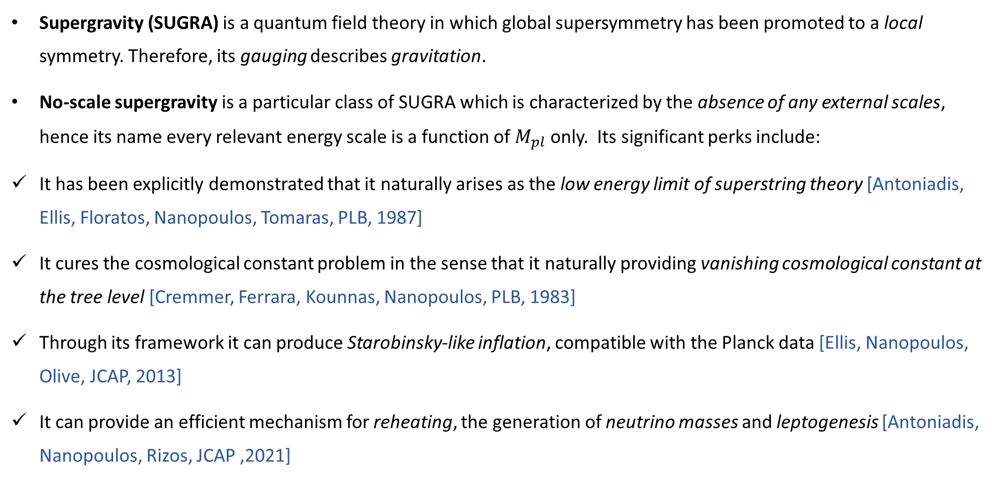 • Supergravity (SUGRA) is a quantum field theory in which global supersymmetry has been promoted to a local
symmetry. Therefore, its gauging describes gravitation.
• No-scale supergravity is a particular class of SUGRA which is characterized by the absence of any external scales,
hence its name every relevant energy scale is a function of M_{pl} only. Its significant perks include:
✓ It has been explicitly demonstrated that it naturally arises as the low energy limit of superstring theory [Antoniadis,
Ellis, Floratos, Nanopoulos, Tomaras, PLB, 1987]
✓ It cures the cosmological constant problem in the sense that it naturally providing vanishing cosmological constant at
the tree level [Cremmer, Ferrara, Kounnas, Nanopoulos, PLB, 1983]
✓ Through its framework it can produce Starobinsky-like inflation, compatible with the Planck data [Ellis, Nanopoulos,
Olive, JCAP, 2013]
✓ It can provide an efficient mechanism for reheating, the generation of neutrino masses and leptogenesis [Antoniadis,
Nanopoulos, Rizos, JCAP ,2021]